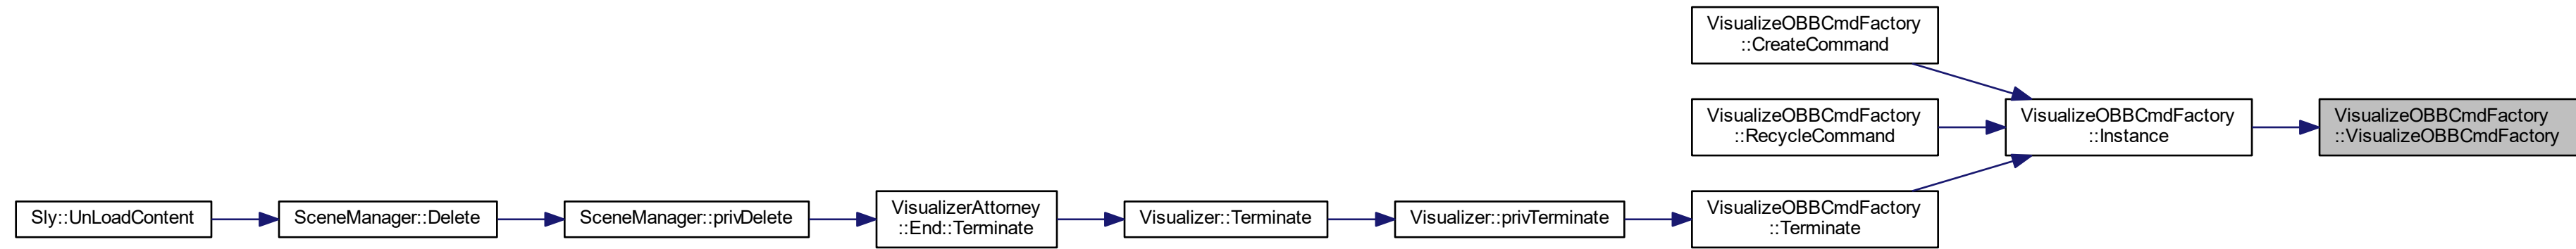 VisualizeOBBCmdFactory
::CreateCommand
VisualizeOBBCmdFactory
::RecycleCommand
VisualizeOBBCmdFactory
::Instance
VisualizeOBBCmdFactory
::VisualizeOBBCmdFactory
Sly::UnLoadContent
SceneManager::Delete
SceneManager::privDelete
VisualizerAttorney
::End::Terminate
Visualizer::Terminate
Visualizer::privTerminate
VisualizeOBBCmdFactory
::Terminate